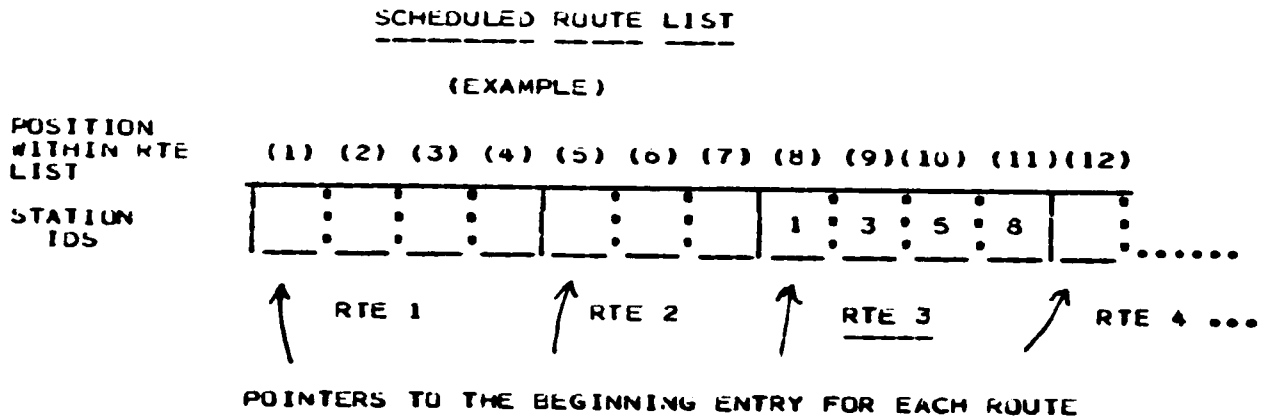 SCHEDULED ROUTE LIST
(EXAMPLE)
POSITION
WITHIN RTE
LIST
(1) (2) (3) (4) (5) (6) (7) (8) (9)(10) (11)(12)
STATION
IDS
1 3 5 8 ......
RTE 1 RTE 2 RTE 3 RTE 4 ...
POINTERS TO THE BEGINNING ENTRY FOR EACH ROUTE